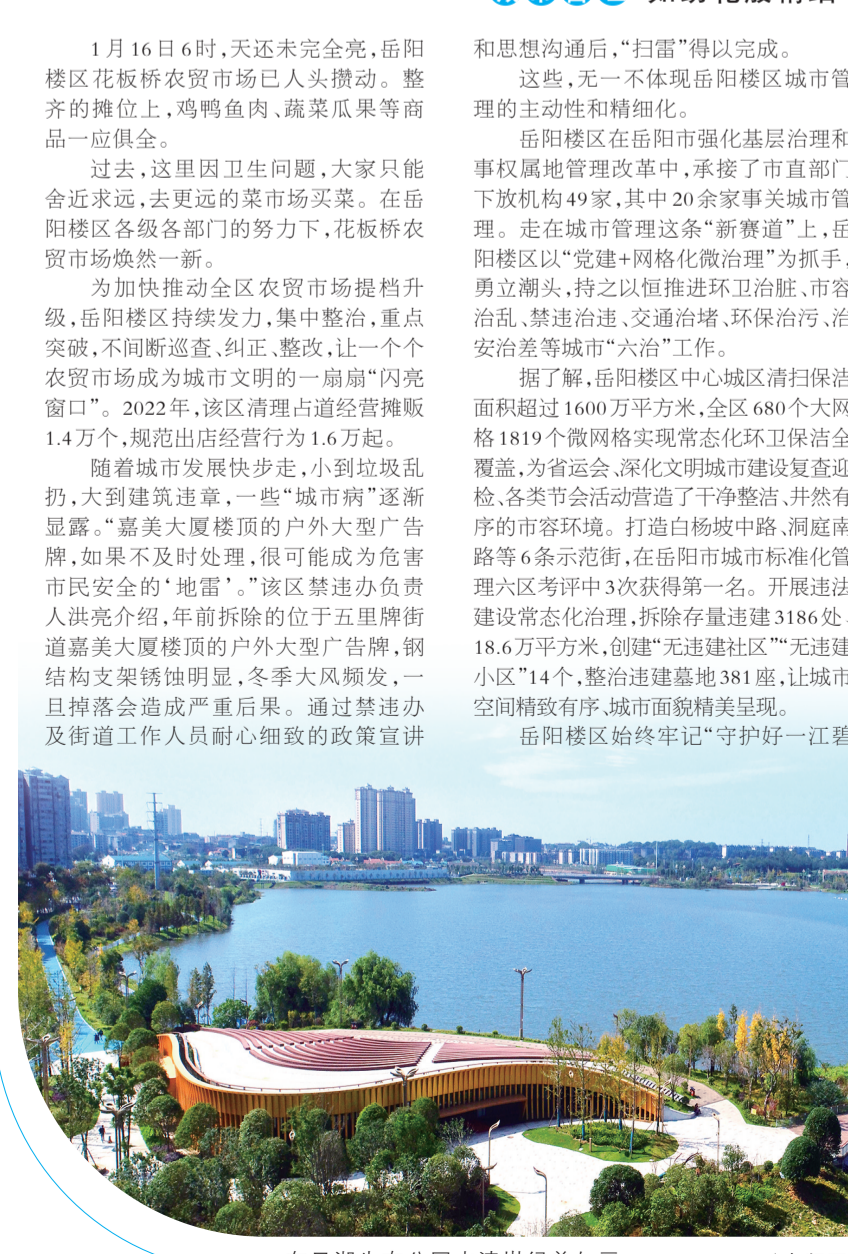 1月16日6时,天还未完全亮,岳阳
楼区花板桥农贸市场已人头攒动。整
齐的摊位上,鸡鸭鱼肉、蔬菜瓜果等商
品一应俱全。
过去,这里因卫生问题,大家只能
舍近求远,去更远的菜市场买菜。在岳
阳楼区各级各部门的努力下,花板桥农
贸市场焕然一新。
为加快推动全区农贸市场提档升
级,岳阳楼区持续发力,集中整治,重点
突破,不间断巡查、纠正、整改,让一个个
农贸市场成为城市文明的一扇扇“闪亮
窗口”。2022年,该区清理占道经营摊贩
1.4万个,规范出店经营行为1.6万起。
随着城市发展快步走,小到垃圾乱
扔,大到建筑违章,一些“城市病”逐渐
显露。“嘉美大厦楼顶的户外大型广告
牌,如果不及时处理,很可能成为危害
市民安全的‘地雷’。”该区禁违办负责
人洪亮介绍,年前拆除的位于五里牌街
道嘉美大厦楼顶的户外大型广告牌,钢
结构支架锈蚀明显,冬季大风频发,一
旦掉落会造成严重后果。通过禁违办
及街道工作人员耐心细致的政策宣讲
和思想沟通后,“扫雷”得以完成。
这些,无一不体现岳阳楼区城市管
理的主动性和精细化。
岳阳楼区在岳阳市强化基层治理和
事权属地管理改革中,承接了市直部门
下放机构49家,其中20余家事关城市管
理。走在城市管理这条“新赛道”上,岳
阳楼区以“党建+网格化微治理”为抓手,
勇立潮头,持之以恒推进环卫治脏、市容
治乱、禁违治违、交通治堵、环保治污、治
安治差等城市“六治”工作。
据了解,岳阳楼区中心城区清扫保洁
面积超过1600万平方米,全区680个大网
格1819个微网格实现常态化环卫保洁全
覆盖,为省运会、深化文明城市建设复查迎
检、各类节会活动营造了干净整洁、井然有
序的市容环境。打造白杨坡中路、洞庭南
路等6条示范街,在岳阳市城市标准化管
理六区考评中3次获得第一名。开展违法
建设常态化治理,拆除存量违建3186处、
18.6万平方米,创建“无违建社区”“无违建
小区”14个,整治违建墓地381座,让城市
空间精致有序、城市面貌精美呈现。
岳阳楼区始终牢记“守护好一江碧